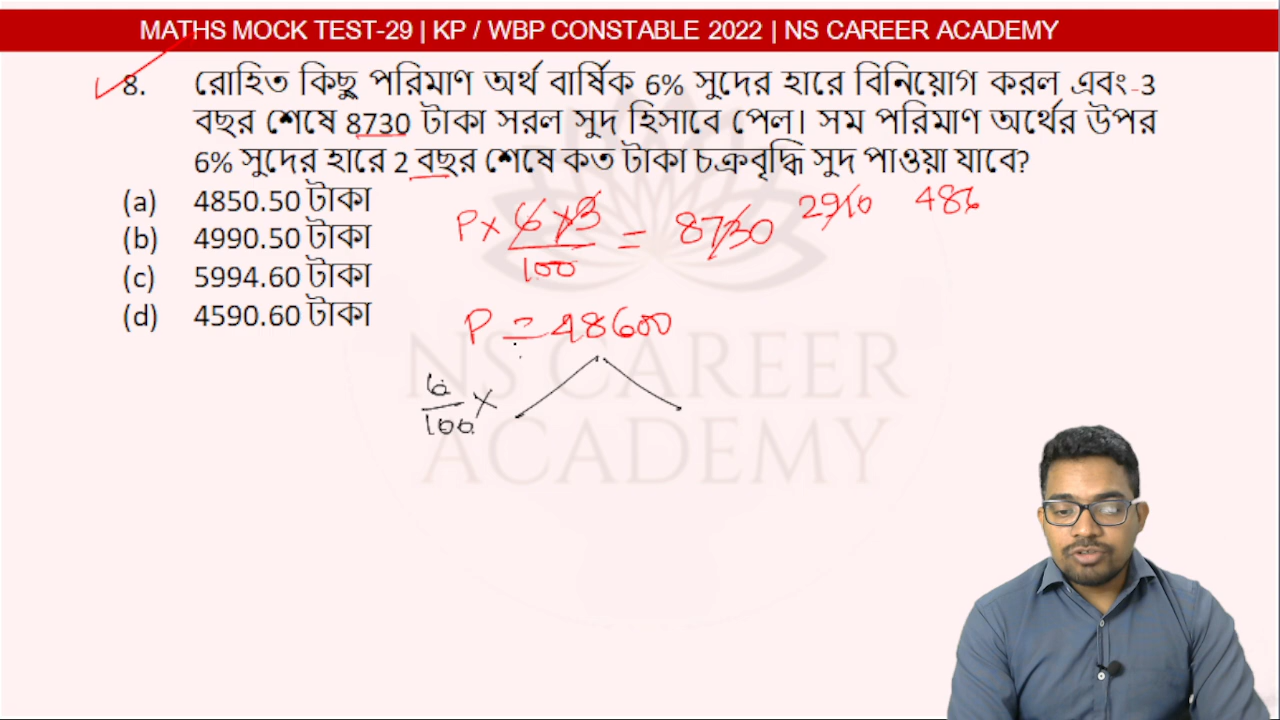 MATHS MOCK TEST-29 | KP / WBP CONSTABLE 2022 | NS CAREER ACADEMY
8. রোহিত কিছু পরিমাণ অর্থ বার্ষিক 6% সুদের হারে বিনিয়োগ করল এবং 3
বছর শেষে 8730 টাকা সরল সুদ হিসাবে পেল। সম পরিমাণ অর্থের উপর
6% সুদের হারে 2 বছর শেষে কত টাকা চক্রবৃদ্ধি সুদ পাওয়া যাবে?
(a) 4850.50 টাকা
(b) 4990.50 টাকা
(c) 5994.60 টাকা
(d) 4590.60 টাকা
2910 486
P x 6 x 3 = 8730
100
P = 48600
6 x
100
NS CAREER
ACADEMY